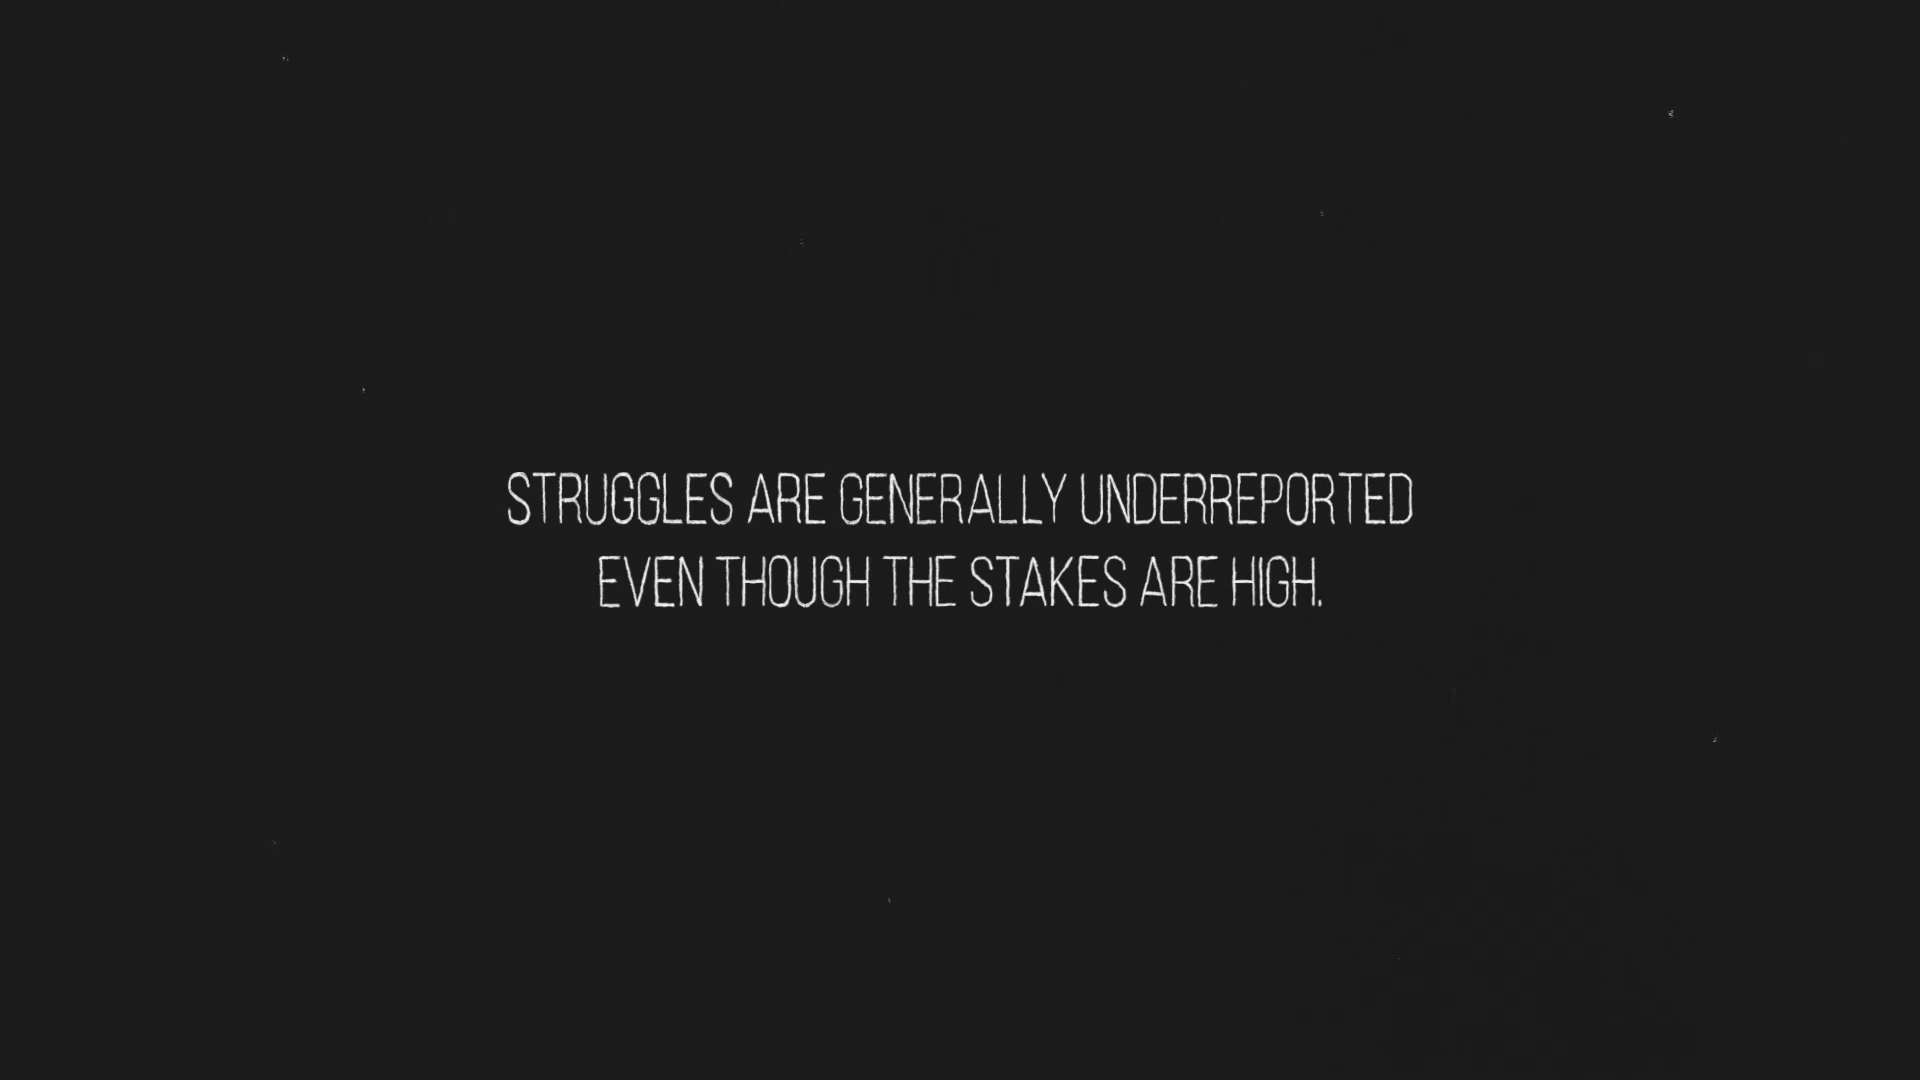 STRUGGLES ARE GENERALLY UNDERREPORTED
EVEN THOUGH THE STAKES ARE HIGH.